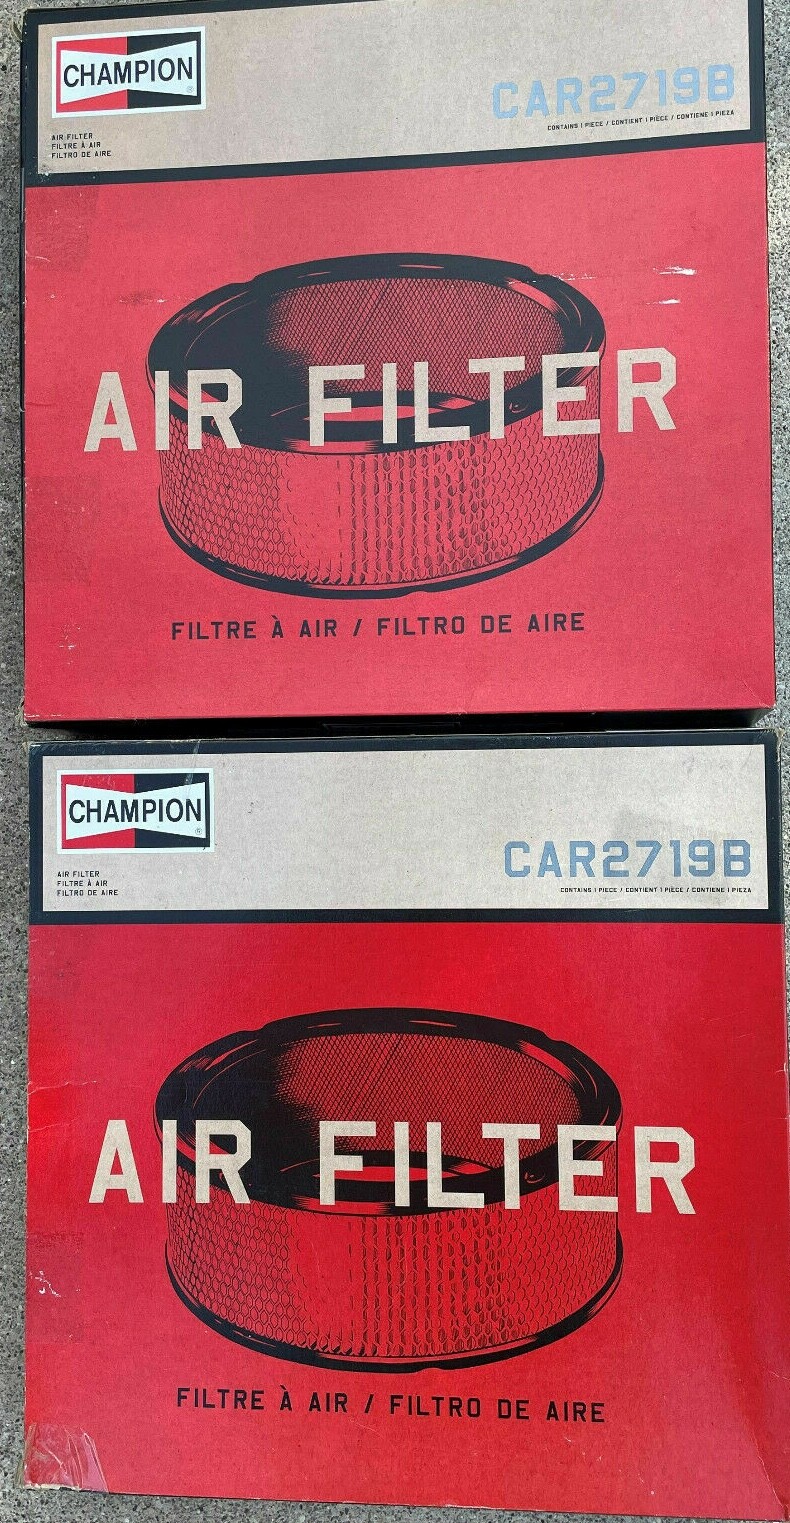 CHAMPION
®
CAR2719B
CONTAINS 1 PIECE / CONTIENT 1 PIÈCE / CONTIENE 1 PIEZA
AIR FILTER
FILTRE À AIR
FILTRO DE AIRE
AIR FILTER
FILTRE À AIR / FILTRO DE AIRE
CHAMPION
®
CAR2719B
CONTAINS 1 PIECE / CONTIENT 1 PIÈCE / CONTIENE 1 PIEZA
AIR FILTER
FILTRE À AIR
FILTRO DE AIRE
AIR FILTER
FILTRE À AIR / FILTRO DE AIRE